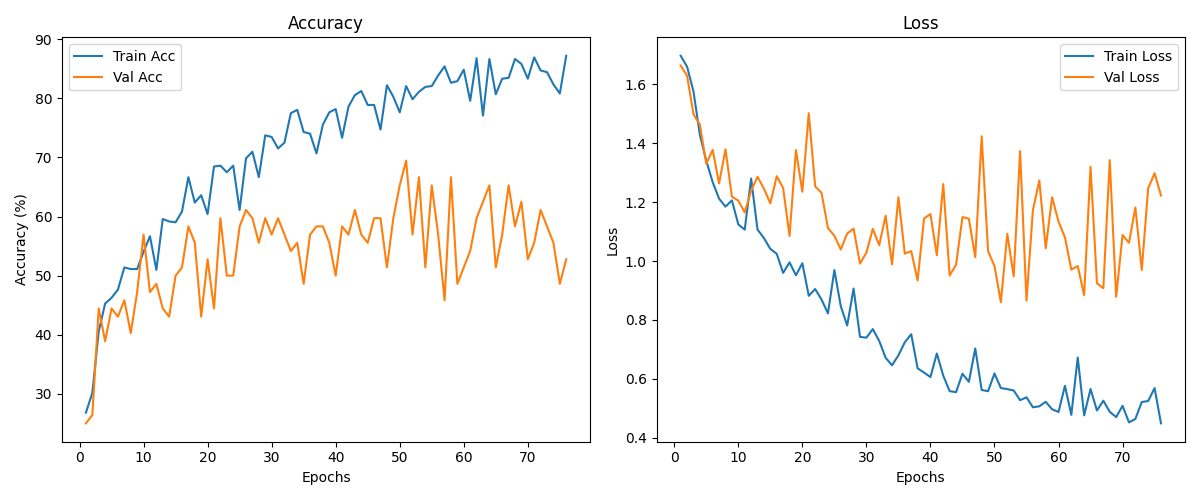 Accuracy
Train Acc
Val Acc
Accuracy (%)
90
80
70
60
50
40
30
0 10 20 30 40 50 60 70
Epochs
Loss
Train Loss
Val Loss
Loss
1.6
1.4
1.2
1.0
0.8
0.6
0.4
0 10 20 30 40 50 60 70
Epochs